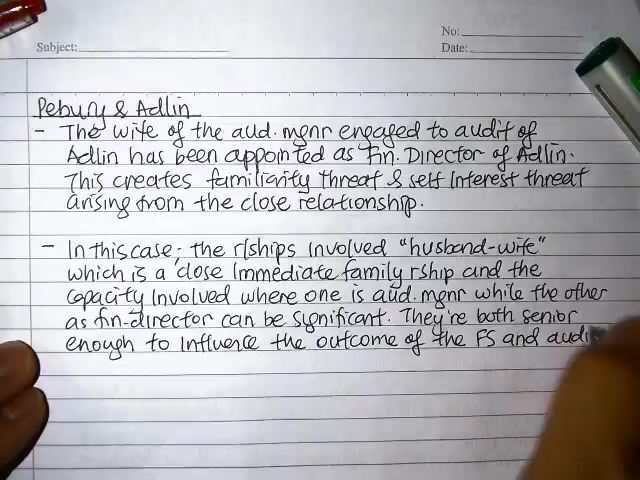 No:
Subject:
Date:
Pebury & Adlin
- The wife of the aud. mgnr engaged to audit of
Adlin has been appointed as Fin. Director of Adlin.
This creates familiarity threat & self interest threat
arising from the close relationship.
- In this case, the r/ships involved "husband-wife"
which is a close immediate family rship and the
capacity involved where one is aud. mgnr while the other
as fin-director can be significant. They're both senior
enough to influence the outcome of the FS and audi